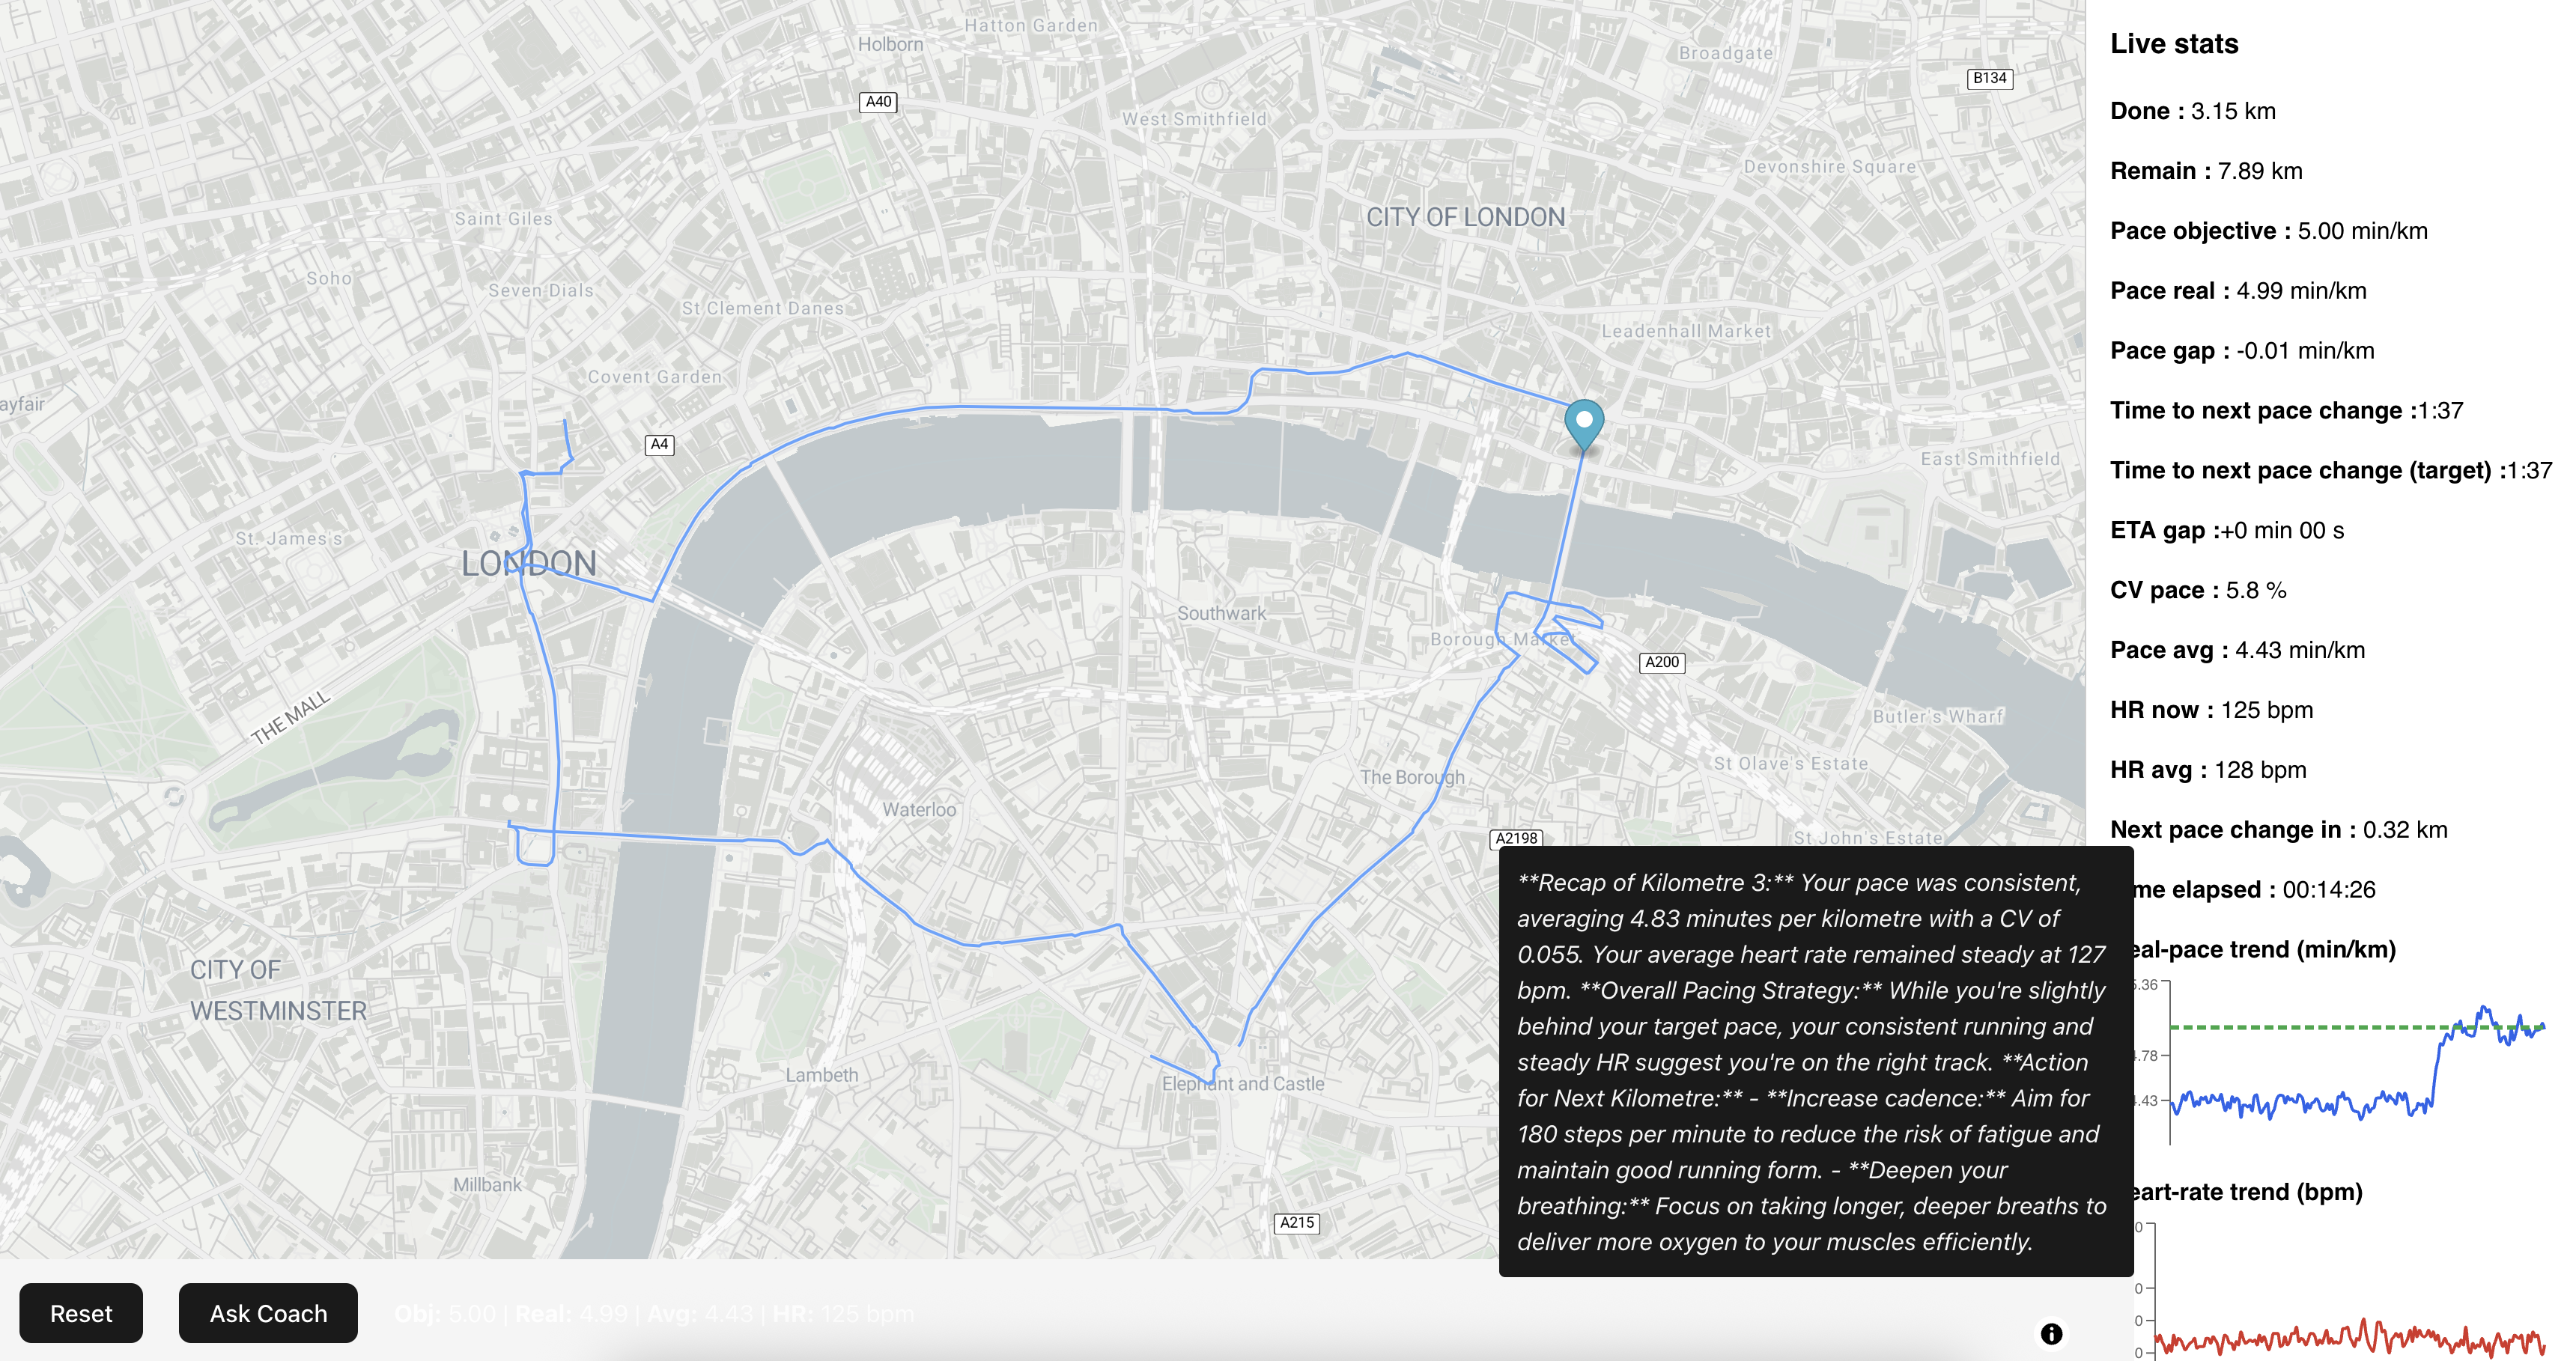 Hatton Garden
Holborn
Broadgate
B134
A40
West Smithfield
Devonshire Square
Saint Giles
CITY OF LONDON
Soho
Seven Dials
St Clement Danes
Leadenhall Market
Covent Garden
ayfair
A4
East Smithfield
St. James's
LONDON
Southwark
Borough Market
A200
THE MALL
Butler's Wharf
St Olave's Estate
The Borough
Waterloo
A2198
St John's Estate
CITY OF
WESTMINSTER
Lambeth
Elephant and Castle
Millbank
A215
Live stats
Done : 3.15 km
Remain : 7.89 km
Pace objective : 5.00 min/km
Pace real : 4.99 min/km
Pace gap : -0.01 min/km
Time to next pace change :1:37
Time to next pace change (target) :1:37
ETA gap :+0 min 00 s
CV pace : 5.8 %
Pace avg : 4.43 min/km
HR now : 125 bpm
HR avg : 128 bpm
Next pace change in : 0.32 km
me elapsed : 00:14:26
eal-pace trend (min/km)
5.36
4.78
4.43
eart-rate trend (bpm)
0
0
0
0
**Recap of Kilometre 3:** Your pace was consistent,
averaging 4.83 minutes per kilometre with a CV of
0.055. Your average heart rate remained steady at 127
bpm. **Overall Pacing Strategy:** While you're slightly
behind your target pace, your consistent running and
steady HR suggest you're on the right track. **Action
for Next Kilometre:** - **Increase cadence:** Aim for
180 steps per minute to reduce the risk of fatigue and
maintain good running form. - **Deepen your
breathing:** Focus on taking longer, deeper breaths to
deliver more oxygen to your muscles efficiently.
Reset
Ask Coach
Obj: 5.00 | Real: 4.99 | Avg: 4.43 | HR: 125 bpm